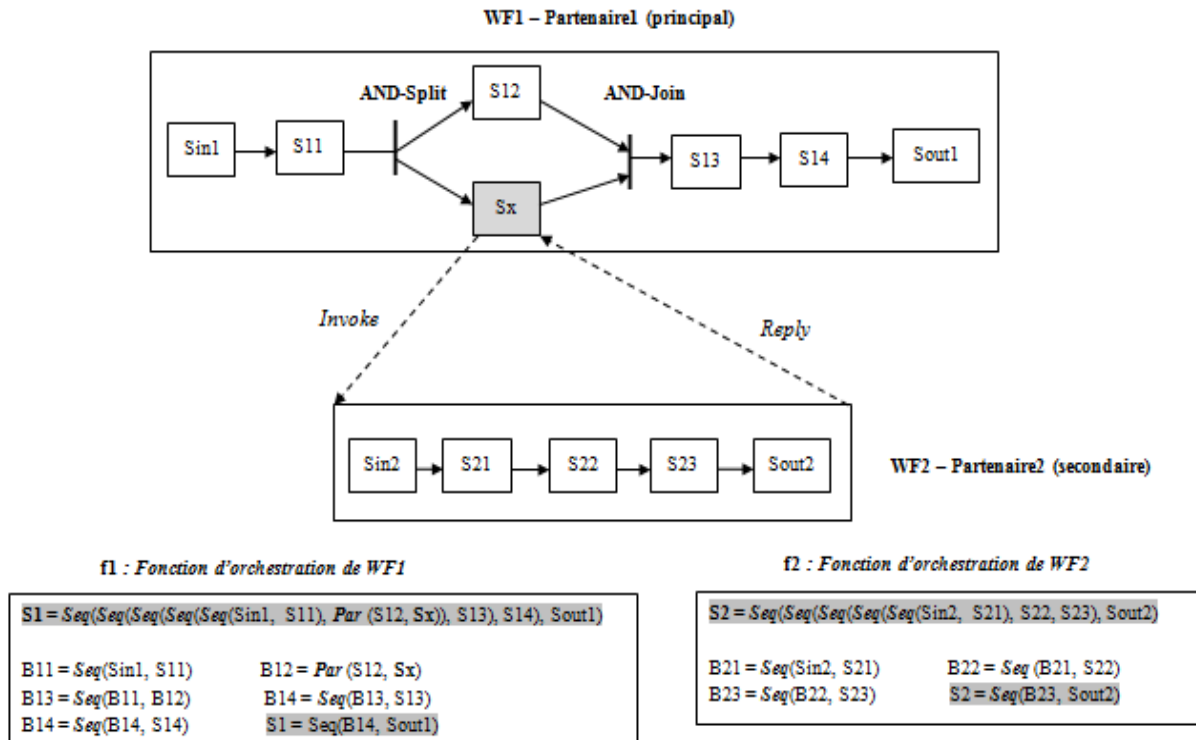 WF1 – Partenaire1 (principal)
AND-Split
S12
AND-Join
Sin1
S11
S13
S14
Sout1
Sx
Invoke
Reply
Sin2
S21
S22
S23
Sout2
WF2 – Partenaire2 (secondaire)
f1 : Fonction d'orchestration de WF1
S1 = Seq(Seq(Seq(Seq(Seq(Sin1, S11), Par (S12, Sx)), S13), S14), Sout1)
B11 = Seq(Sin1, S11) B12 = Par (S12, Sx)
B13 = Seq(B11, B12) B14 = Seq(B13, S13)
B14 = Seq(B14, S14) S1 = Seq(B14, Sout1)
f2 : Fonction d'orchestration de WF2
S2 = Seq(Seq(Seq(Seq(Seq(Sin2, S21), S22, S23), Sout2)
B21 = Seq(Sin2, S21) B22 = Seq (B21, S22)
B23 = Seq(B22, S23) S2 = Seq(B23, Sout2)